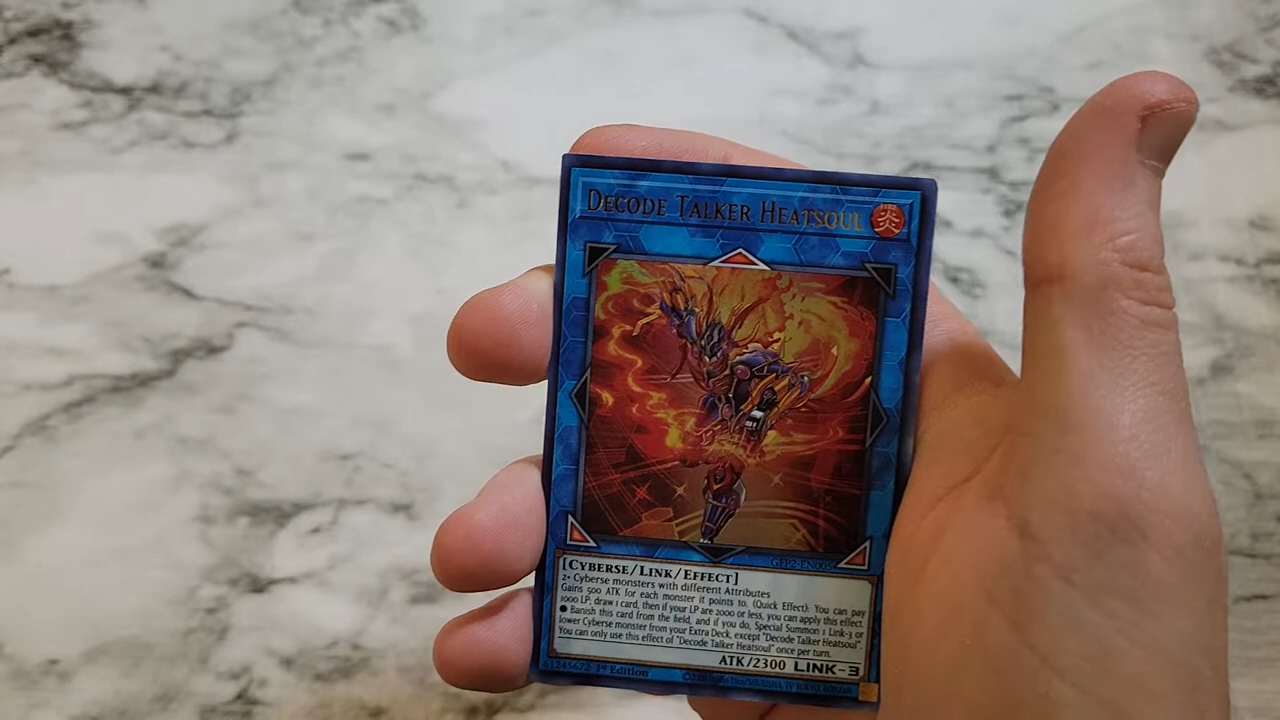 DECODE TALKER HEATSOUL
FIRE
炎
GFP2-EN005
[CYBERSE/LINK/EFFECT]
2+ Cyberse monsters with different Attributes
Gains 500 ATK for each monster it points to. (Quick Effect): You can pay
1000 LP; draw 1 card, then if your LP are 2000 or less, you can apply this effect.
● Banish this card from the field, and if you do, Special Summon 1 Link-3 or
lower Cyberse monster from your Extra Deck, except "Decode Talker Heatsoul".
You can only use this effect of "Decode Talker Heatsoul" once per turn.
ATK/2300 LINK-3
61245672 1st Edition